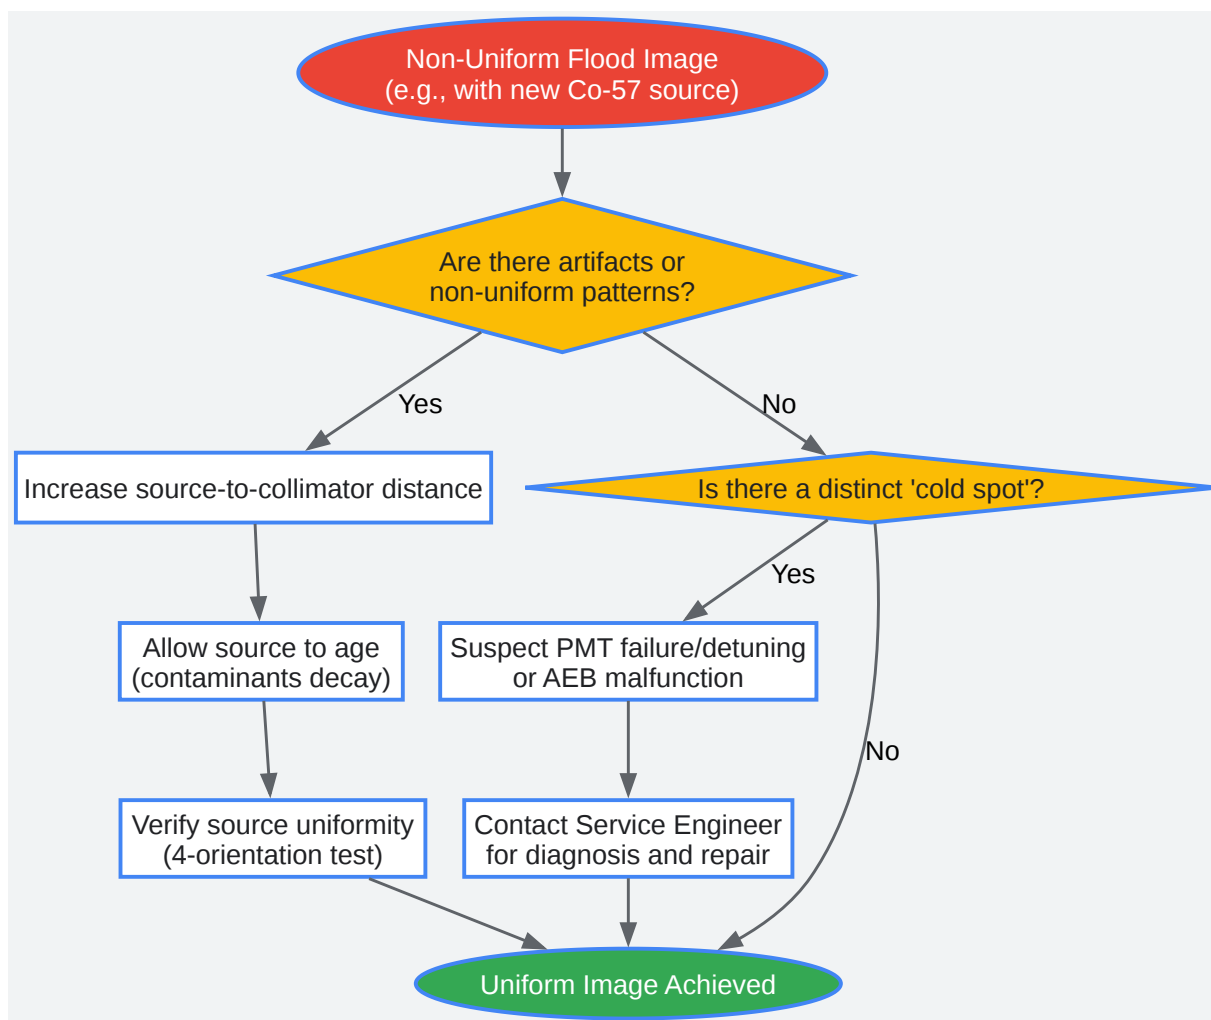 Non-Uniform Flood Image
(e.g., with new Co-57 source)
Are there artifacts or
non-uniform patterns?
Yes
No
Increase source-to-collimator distance
Is there a distinct 'cold spot'?
Yes
Allow source to age
(contaminants decay)
Suspect PMT failure/detuning
or AEB malfunction
No
Verify source uniformity
(4-orientation test)
Contact Service Engineer
for diagnosis and repair
Uniform Image Achieved